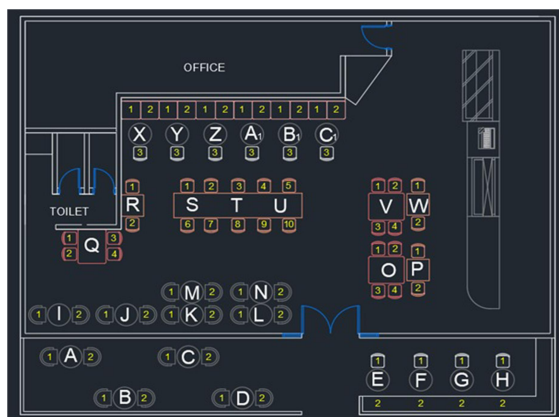 OFFICE
1 2 1 2 1 2 1 2 1 2 1 2
X Y Z A1 B1 C1
3 3 3 3 3 3
1 1 2 3 4 5 1 2 1
R S T U V W
2 6 7 8 9 10 3 4 2
TOILET
1 Q 3
2 4
1 2 1
O P
3 4 2
1 M 2 1 N 2
1 I 2 1 J 2 1 K 2 1 L 2
1 A 2 1 C 2
1 1 1 1
E F G H
2 2 2 2
1 B 2 1 D 2